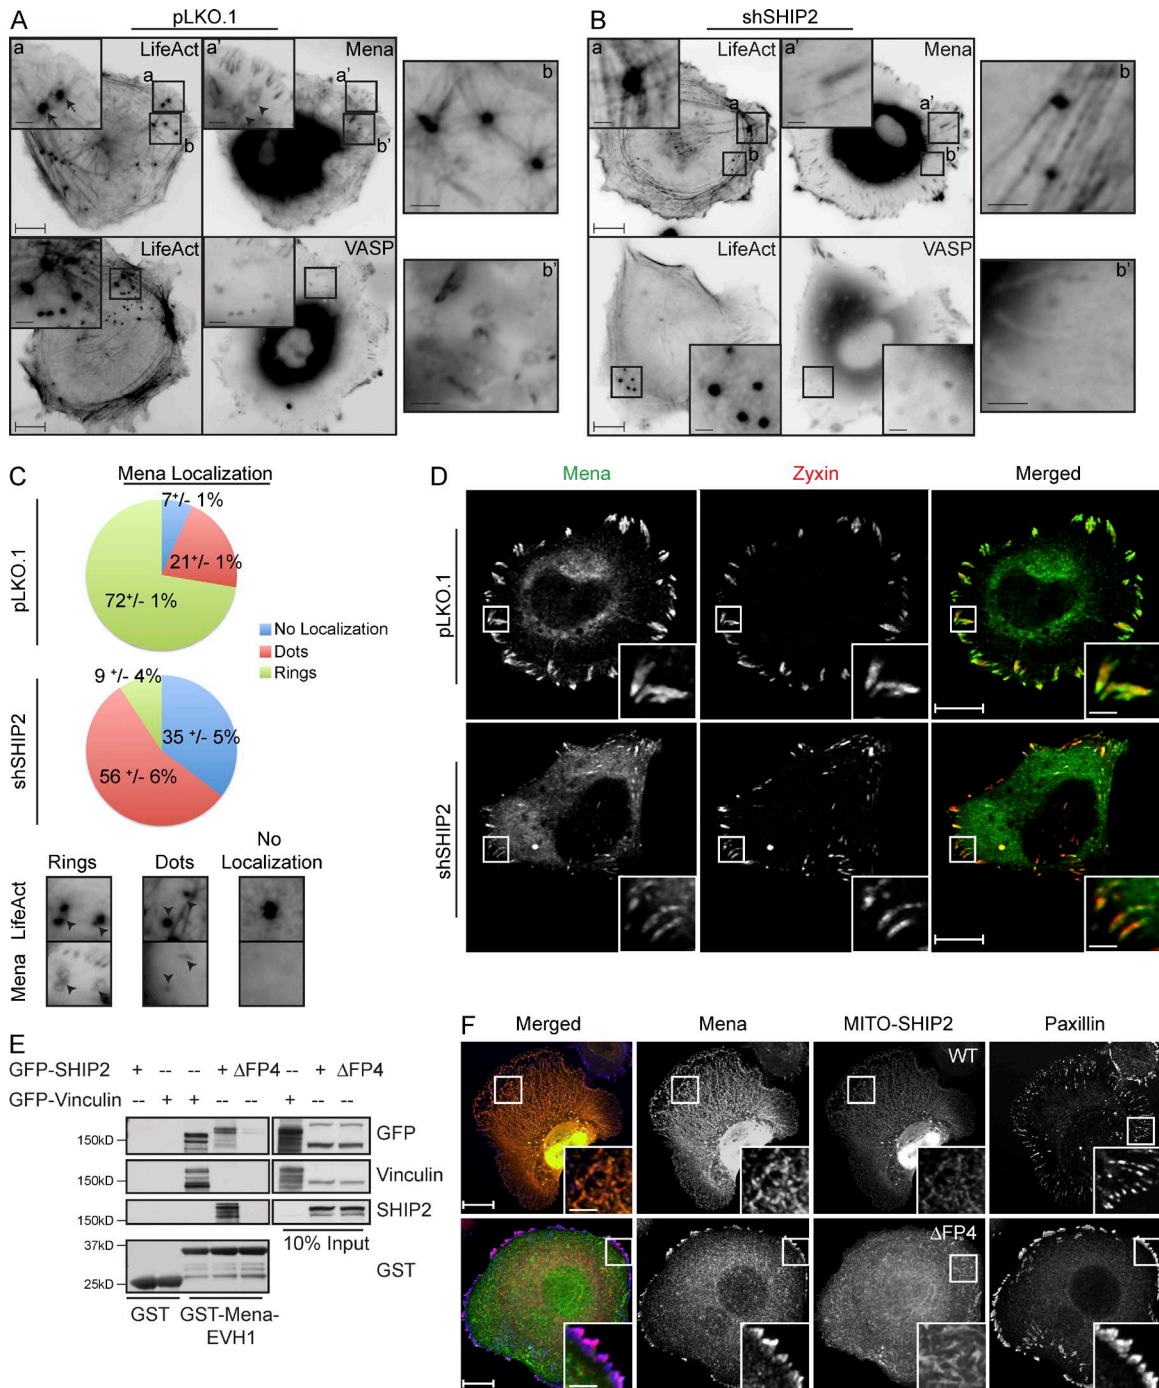 A
pLKO.1
LifeAct
Mena
a
a'
a
a'
b
b'
b
LifeAct
VASP
b'
B
shSHIP2
LifeAct
Mena
a
a'
a
a'
b
b'
b
LifeAct
VASP
b'
C
Mena Localization
pLKO.1
7+/- 1%
21+/- 1%
72+/- 1%
No Localization
Dots
Rings
shSHIP2
9 +/- 4%
35 +/- 5%
56 +/- 6%
Rings
Dots
No
Localization
LifeAct
Mena
D
Mena
Zyxin
Merged
pLKO.1
shSHIP2
E
GFP-SHIP2 + -- -- + ΔFP4 -- + ΔFP4
GFP-Vinculin -- + + -- -- + -- --
150kD
GFP
150kD
Vinculin
150kD
SHIP2
10% Input
37kD
GST
25kD
GST
GST-Mena-
EVH1
F
Merged
Mena
MITO-SHIP2
Paxillin
WT
ΔFP4